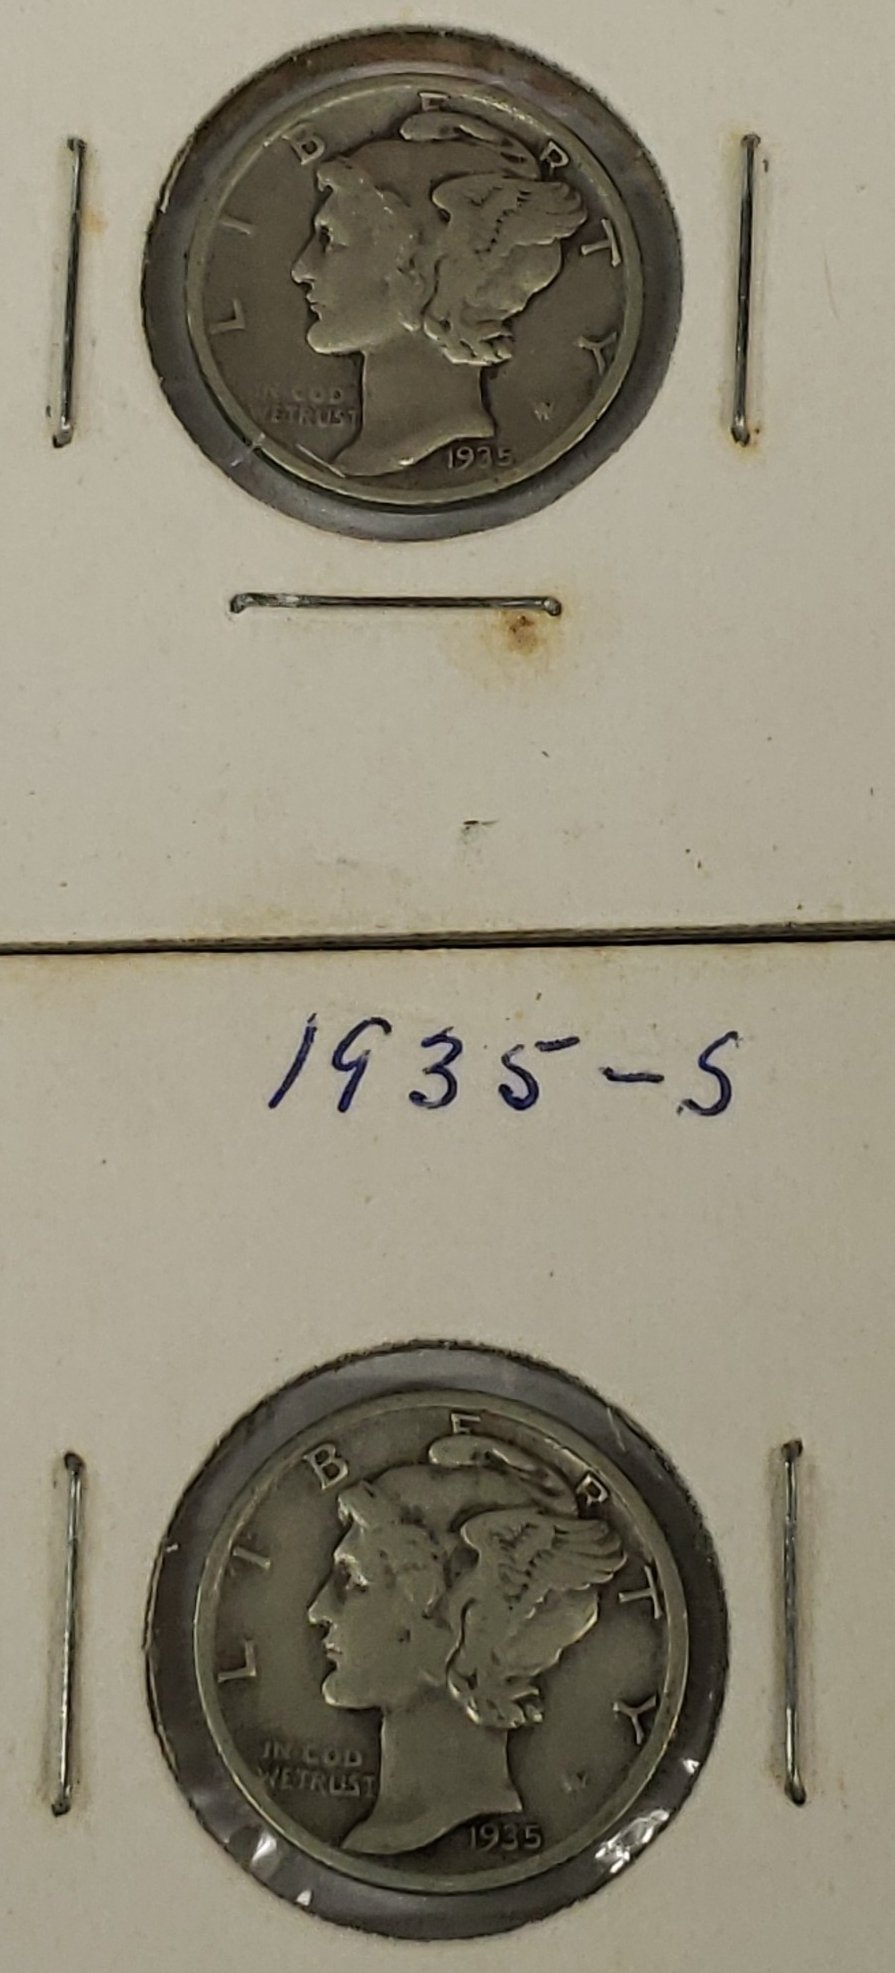 LIBERTY
IN GOD
WE TRUST
1935
1935-S
LIBERTY
IN GOD
WE TRUST
1935